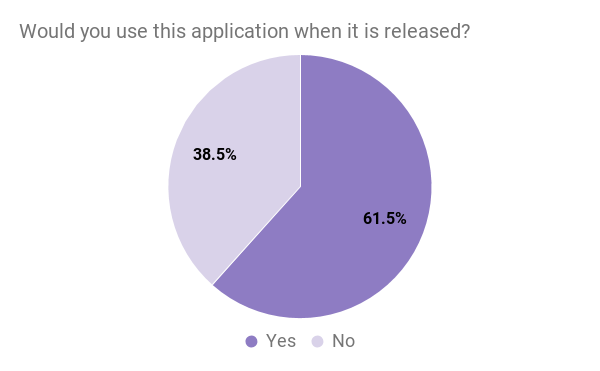 Would you use this application when it is released?
38.5%
61.5%
Yes No